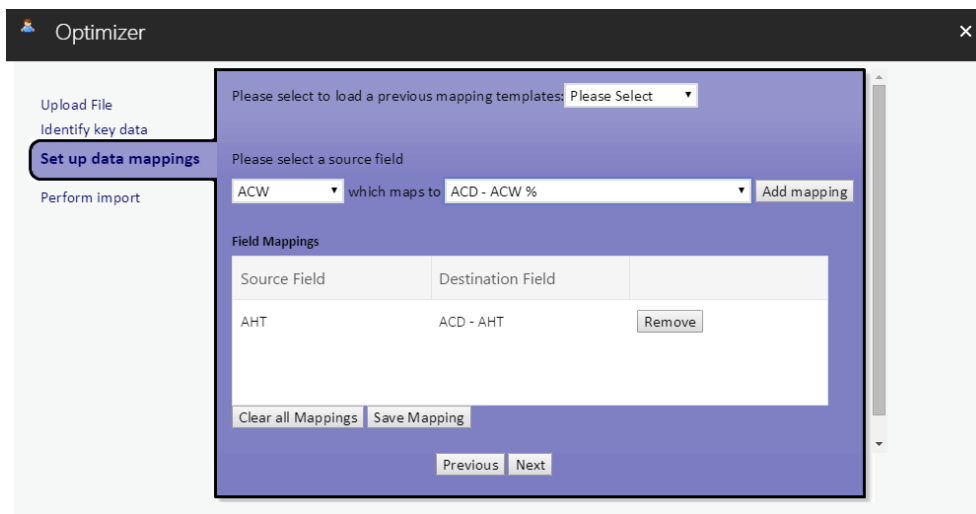 Optimizer
Upload File
Identify key data
Set up data mappings
Perform import
Please select to load a previous mapping templates: Please Select
Please select a source field
ACW which maps to ACD - ACW % Add mapping
Field Mappings
Source Field Destination Field
AHT ACD - AHT Remove
Clear all Mappings Save Mapping
Previous Next